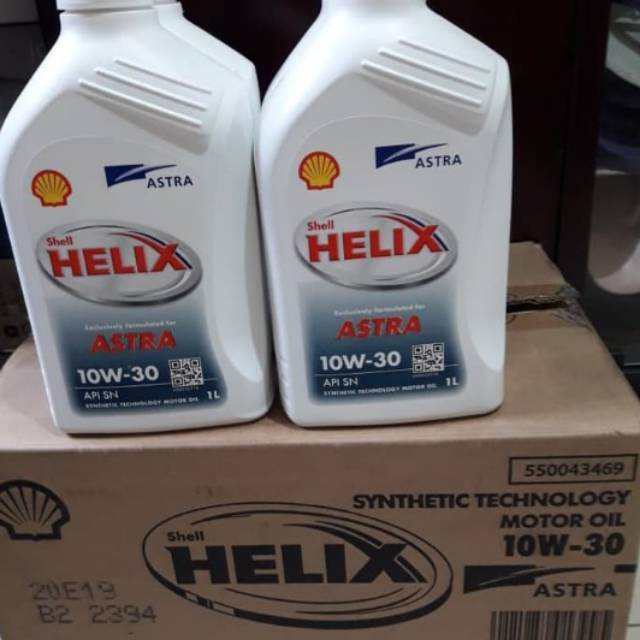 ASTRA
Shell
HELIX
Exclusively formulated for
ASTRA
10W-30
API SN
1L
SYNTHETIC TECHNOLOGY MOTOR OIL
ASTRA
Shell
HELIX
Exclusively formulated for
ASTRA
10W-30
API SN
1L
SYNTHETIC TECHNOLOGY MOTOR OIL
550043469
SYNTHETIC TECHNOLOGY
MOTOR OIL
10W-30
Shell
HELIX
ASTRA
20E19
B2 2394